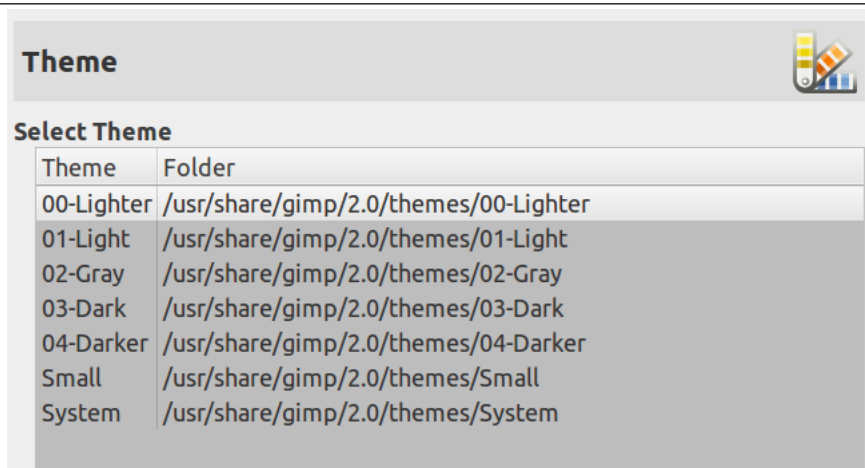 Theme
Select Theme
Theme Folder
00-Lighter /usr/share/gimp/2.0/themes/00-Lighter
01-Light /usr/share/gimp/2.0/themes/01-Light
02-Gray /usr/share/gimp/2.0/themes/02-Gray
03-Dark /usr/share/gimp/2.0/themes/03-Dark
04-Darker /usr/share/gimp/2.0/themes/04-Darker
Small /usr/share/gimp/2.0/themes/Small
System /usr/share/gimp/2.0/themes/System